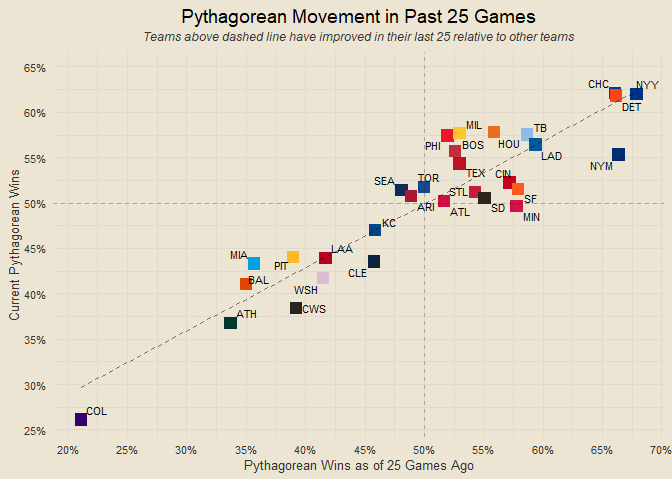 Pythagorean Movement in Past 25 Games
Teams above dashed line have improved in their last 25 relative to other teams
65%
CHC
NYY
DET
60%
MIL
TB
PHI
BOS
HOU
LAD
55%
NYM
TEX
CIN
SEA
TOR
STL
SF
50%
ARI
ATL
SD
MIN
KC
45%
MIA
PIT
LAA
CLE
BAL
WSH
40%
CWS
ATH
35%
30%
COL
25%
20%
25%
30%
35%
40%
45%
50%
55%
60%
65%
70%
Current Pythagorean Wins
Pythagorean Wins as of 25 Games Ago